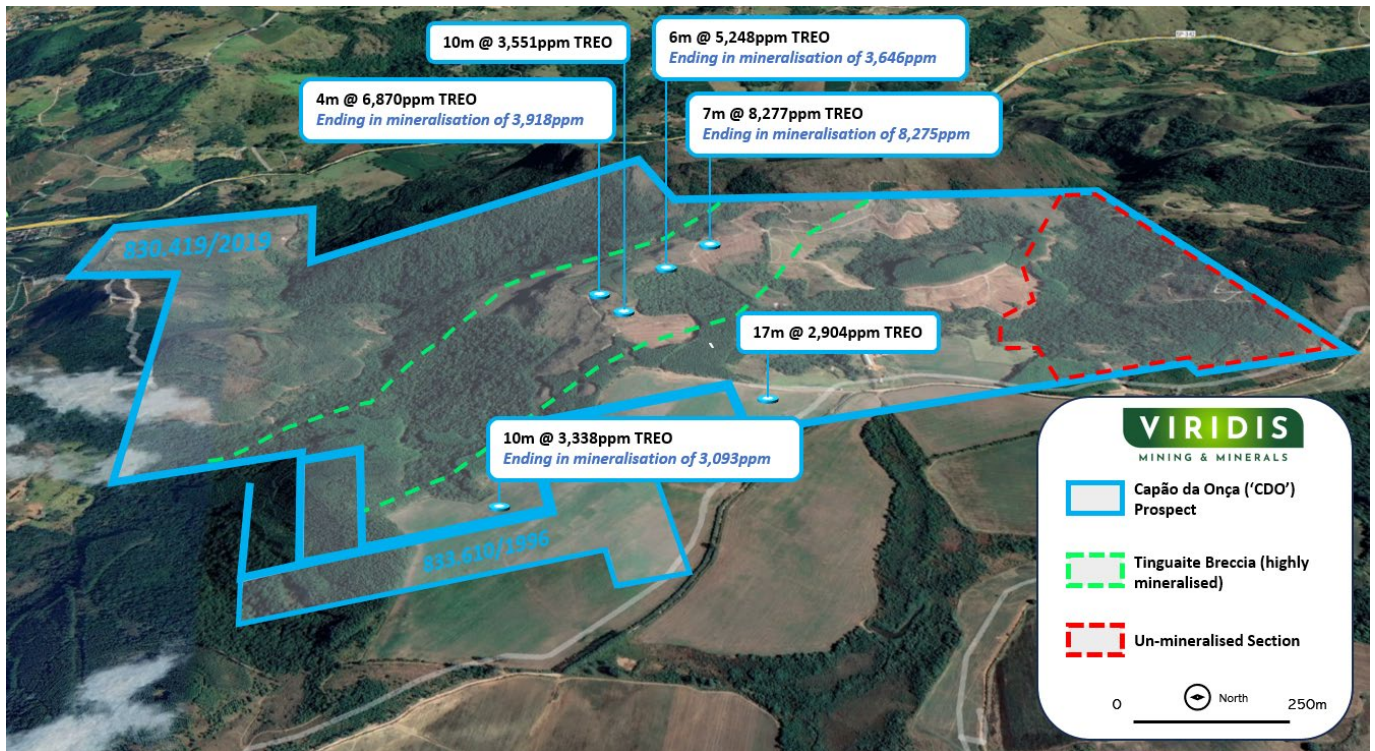 10m @ 3,551ppm TREO
6m @ 5,248ppm TREO
Ending in mineralisation of 3,646ppm
4m @ 6,870ppm TREO
Ending in mineralisation of 3,918ppm
7m @ 8,277ppm TREO
Ending in mineralisation of 8,275ppm
830.419/2019
17m @ 2,904ppm TREO
10m @ 3,338ppm TREO
Ending in mineralisation of 3,093ppm
833.610/1996
VIRIDIS
MINING & MINERALS
Capão da Onça (‘CDO’)
Prospect
Tinguaite Breccia (highly
mineralised)
Un-mineralised Section
0
North
250m